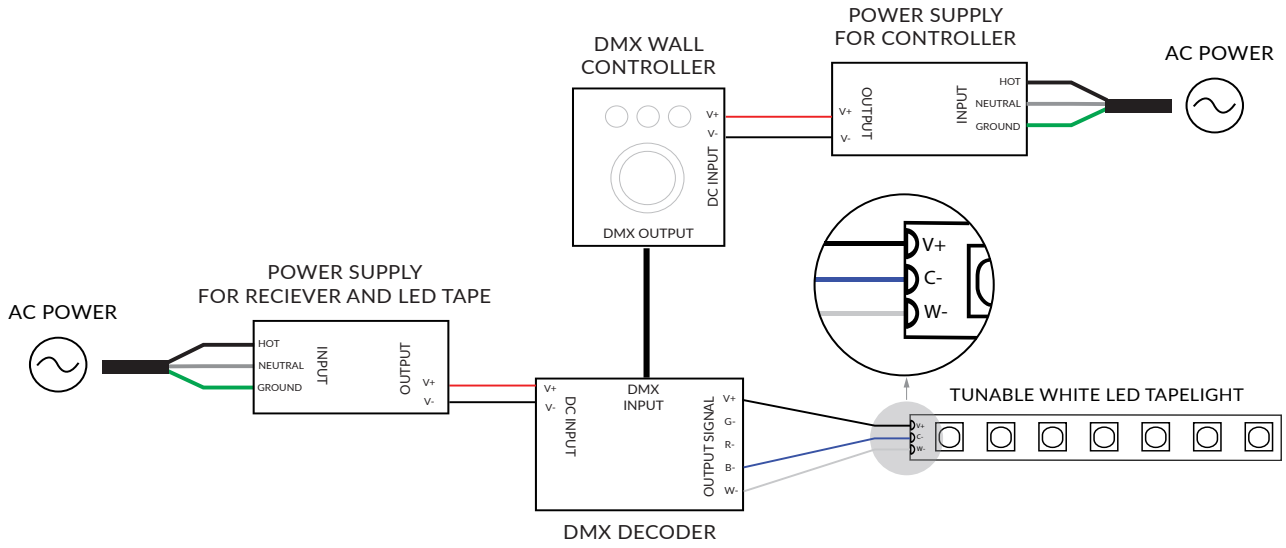 POWER SUPPLY
FOR CONTROLLER
AC POWER
HOT
NEUTRAL
GROUND
INPUT
OUTPUT
V+
V-
DMX WALL
CONTROLLER
V+
V-
DC INPUT
DMX OUTPUT
V+
C-
W-
POWER SUPPLY
FOR RECIEVER AND LED TAPE
AC POWER
HOT
NEUTRAL
GROUND
INPUT
OUTPUT
V+
V-
V+
V-
DC INPUT
DMX
INPUT
OUTPUT SIGNAL
V+
G-
R-
B-
W-
DMX DECODER
TUNABLE WHITE LED TAPELIGHT
V+
C-
W-